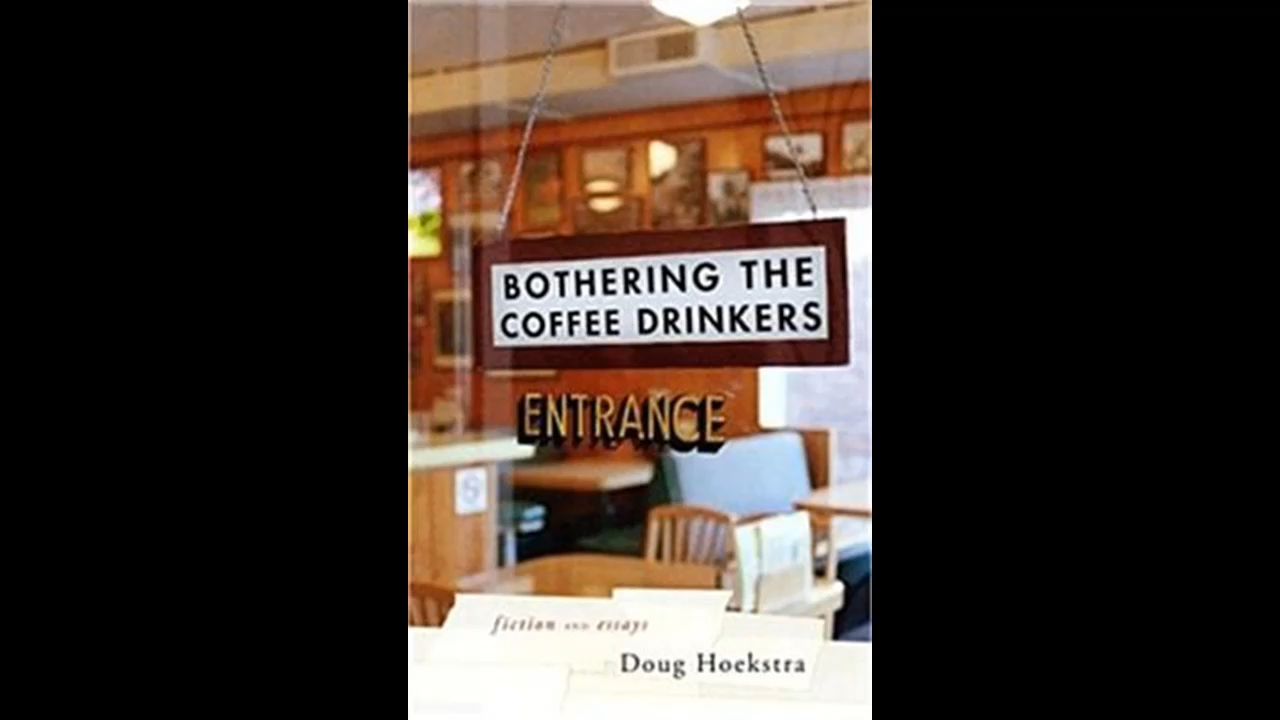 BOTHERING THE
COFFEE DRINKERS
ENTRANCE
fiction AND essays
Doug Hoekstra